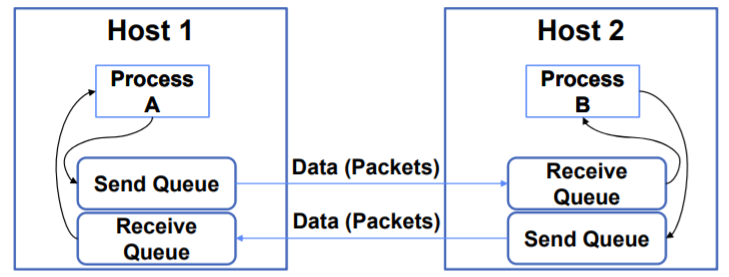 Host 1
Host 2
Process
A
Process
B
Send Queue
Data (Packets)
Receive
Queue
Receive
Queue
Data (Packets)
Send Queue